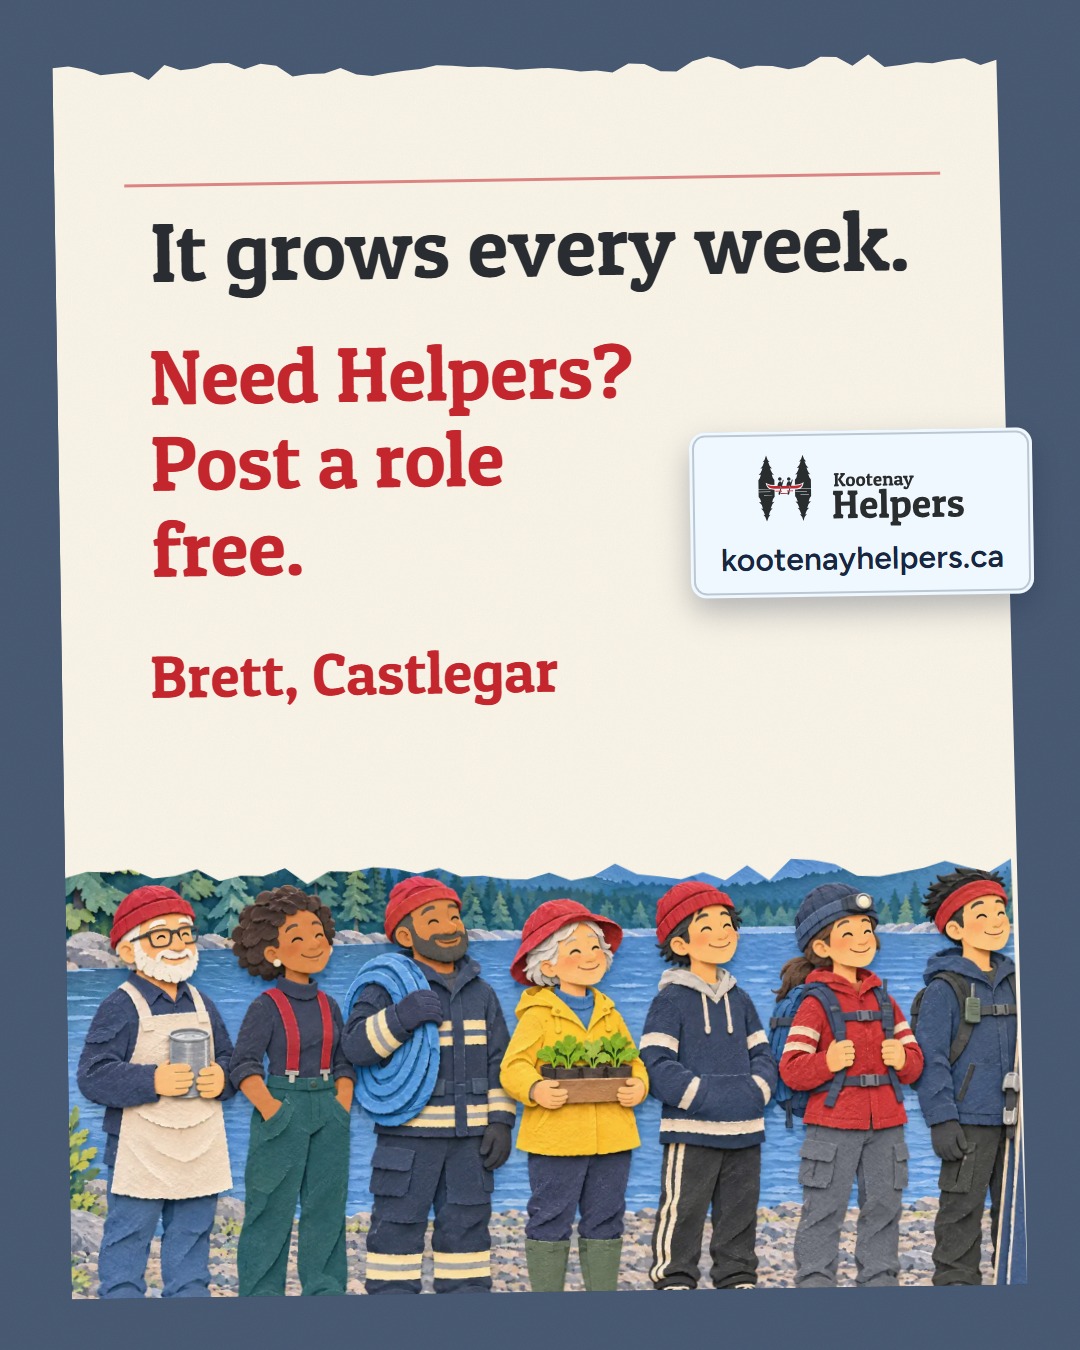 It grows every week.
Need Helpers?
Post a role
free.
Kootenay
Helpers
kootenayhelpers.ca
Brett, Castlegar